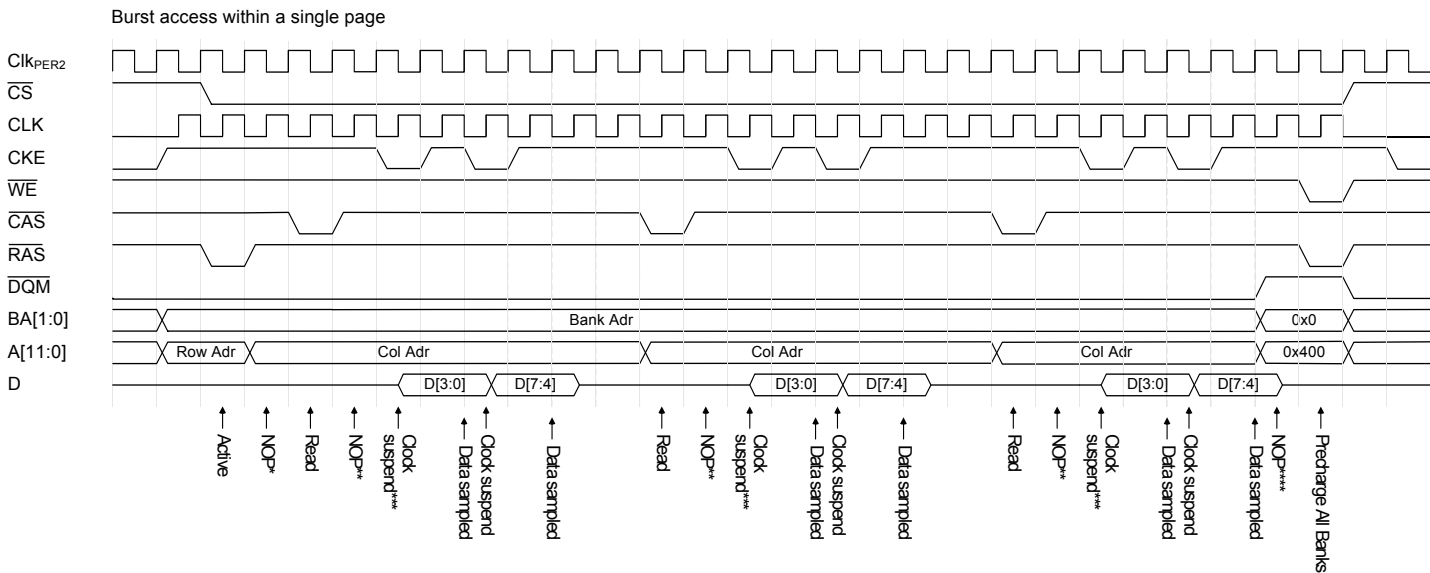 Burst access within a single page
ClkPER2
CS
CLK
CKE
WE
CAS
RAS
DQM
BA[1:0]
Bank Adr
0x0
A[11:0]
Row Adr
Col Adr
Col Adr
Col Adr
0x400
D
D[3:0]
D[7:4]
D[3:0]
D[7:4]
D[3:0]
D[7:4]
Active
NOP*
Read
NOP**
Clock
suspend***
Data sampled
Clock suspend
Data sampled
Read
NOP**
Clock
suspend***
Data sampled
Clock suspend
Data sampled
Read
NOP**
Clock
suspend***
Data sampled
Clock suspend
Data sampled
NOP****
Precharge All Banks